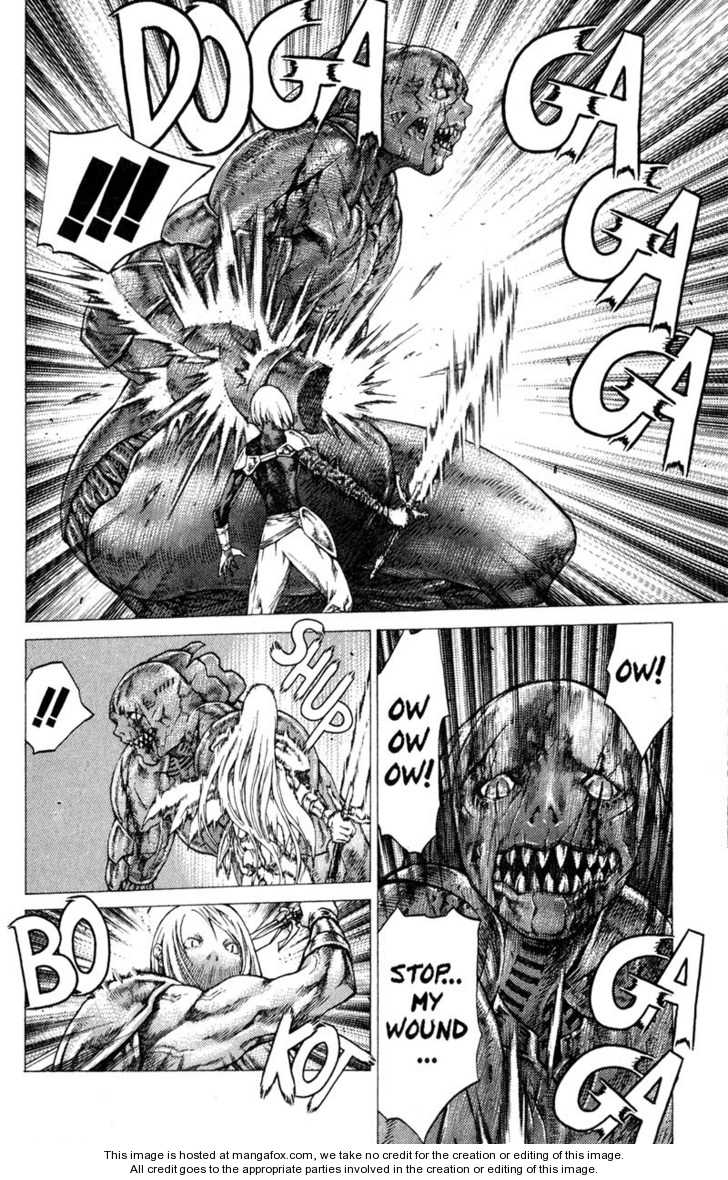 DOGA
GA
GA
GA
!!!
OW!
OW
OW
OW!
STOP...
MY
WOUND
...
GA
GA
!!
SHUP
BO
KOT
This image is hosted at mangafox.com, we take no credit for the creation or editing of this image.
All credit goes to the appropriate parties involved in the creation or editing of this image.